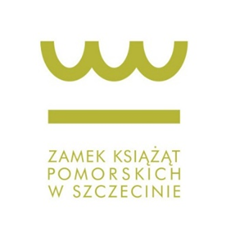 ZAMEK KSIĄŻĄT
POMORSKICH
W SZCZECINIE